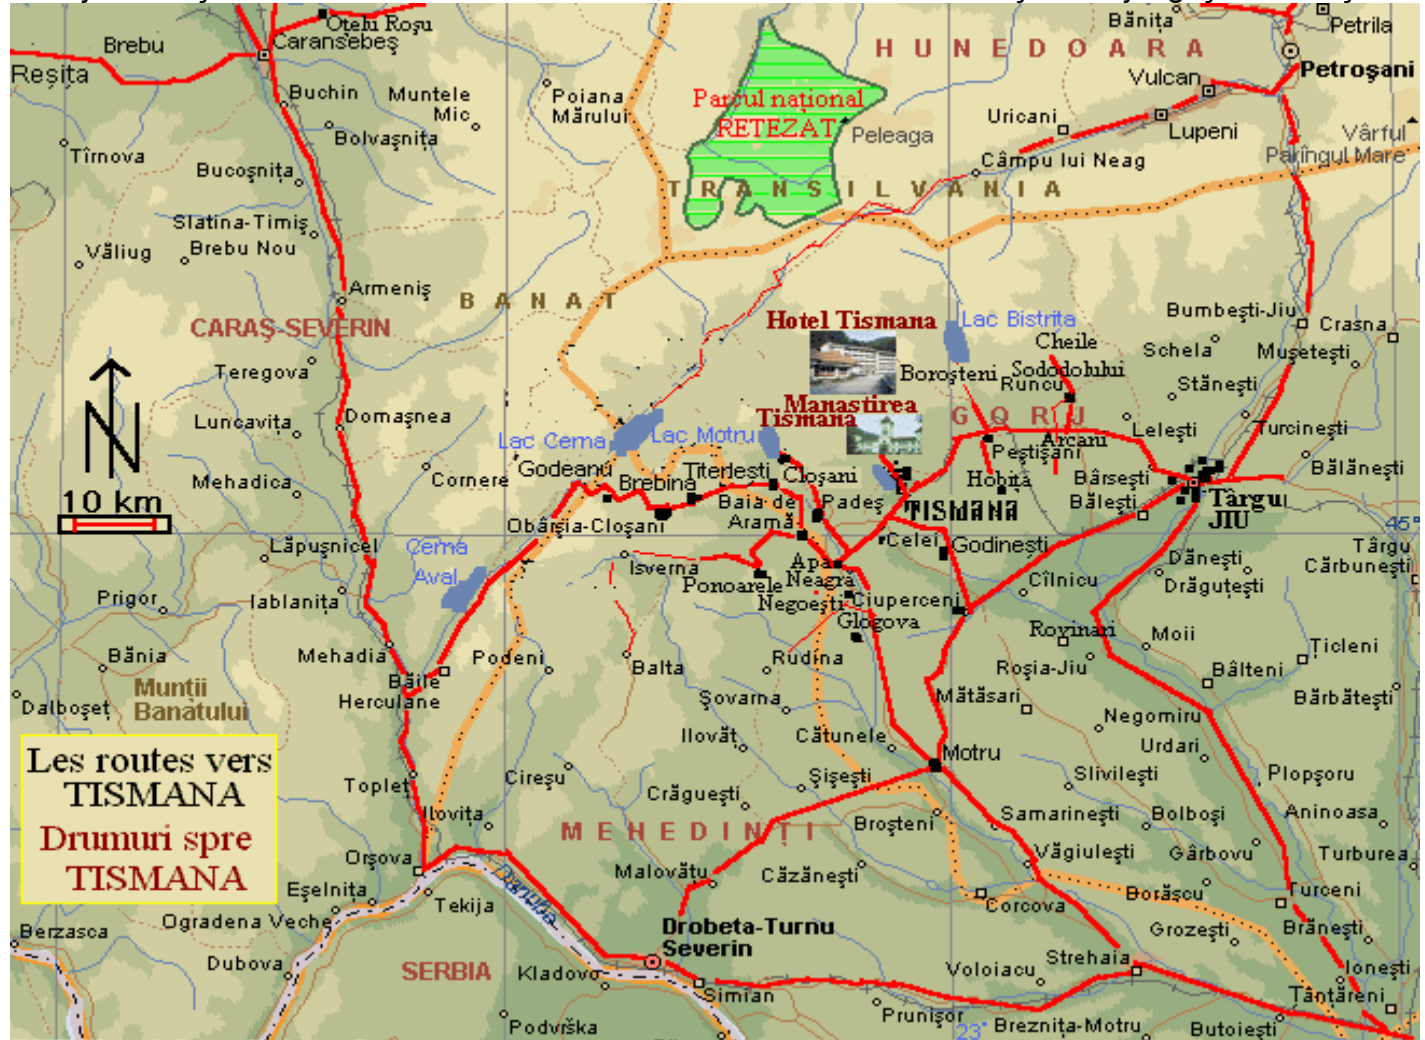 Oțelu Roșu
Bănița
Petrila
Brebu
Caransebeș
HUNEDOARA
Reșița
Petroșani
Vulcan
Buchin
Muntele
Mic
Poiana
Mărului
Parcul național
RETEZAT
Peleaga
Uricani
Lupeni
Vârful
Parîngul Mare
Bolvașnița
Tîrnova
Câmpu lui Neag
Bucoșnița
TRANSILVANIA
Slatina-Timiș
Văliug
Brebu Nou
Armeniș
BANAT
CARAȘ-SEVERIN
Hotel Tismana
Lac Bistrita
Bumbești-Jiu
Crasna
Cheile
Sododolului
Schela
Mușetești
Teregova
Boroșteni
Runcu
Stănești
N
Manastirea
Tismana
GORJ
Luncavița
Domașnea
Lac Cerna
Lac Motru
Arcani
Lelești
Turcinești
Peștișani
Godeanu
Titerlești
Cloșani
Bârsești
Bălănești
Mehadica
Cornere
Brebina
Hobița
10 km
Baia de
Aramă
Padeș
TISMANA
Bălești
Târgu
JIU
Obârșia-Cloșani
45°
Lăpușnicel
Cerna
Aval
Isverna
Celei
Godinești
Târgu
Cărbunești
Apa
Neagră
Dănești
Prigor
Iablanița
Ponoarele
Cîlnicu
Drăguțești
Negoești
Ciuperceni
Glogova
Rovinari
Moii
Țicleni
Bănia
Mehadia
Podeni
Balta
Rudina
Roșia-Jiu
Bâlteni
Munții
Banatului
Băile
Herculane
Mătăsari
Bărbătești
Dalboșeț
Șovarna
Negomiru
Ilovăț
Cătunele
Urdari
Les routes vers
TISMANA
Drumuri spre
TISMANA
Motru
Topleț
Cireșu
Șișești
Slivilești
Plopșoru
Crăguești
Ilovița
MEHEDINȚI
Broșteni
Samarinești
Bolboși
Aninoasa
Orșova
Văgiulești
Gârbovu
Turburea
Malovățu
Căzănești
Eșelnița
Dunăre
Tekija
Corcova
Borăscu
Turceni
Ogradena Veche
Berzasca
Drobeta-Turnu
Severin
Grozești
Brănești
Dubova
SERBIA
Kladovo
Voloiacu
Strehaia
Ionești
Simian
Țânțăreni
Prunișor
Podvrška
23°
Breznița-Motru
Butoiești